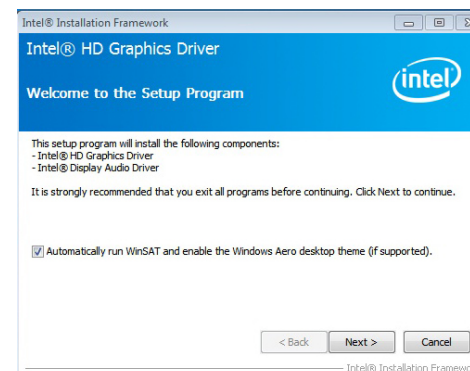 Intel® Installation Framework
Intel® HD Graphics Driver
intel
Welcome to the Setup Program
This setup program will install the following components:
- Intel® HD Graphics Driver
- Intel® Display Audio Driver
It is strongly recommended that you exit all programs before continuing. Click Next to continue.
Automatically run WinSAT and enable the Windows Aero desktop theme (if supported).
< Back Next > Cancel
Intel® Installation